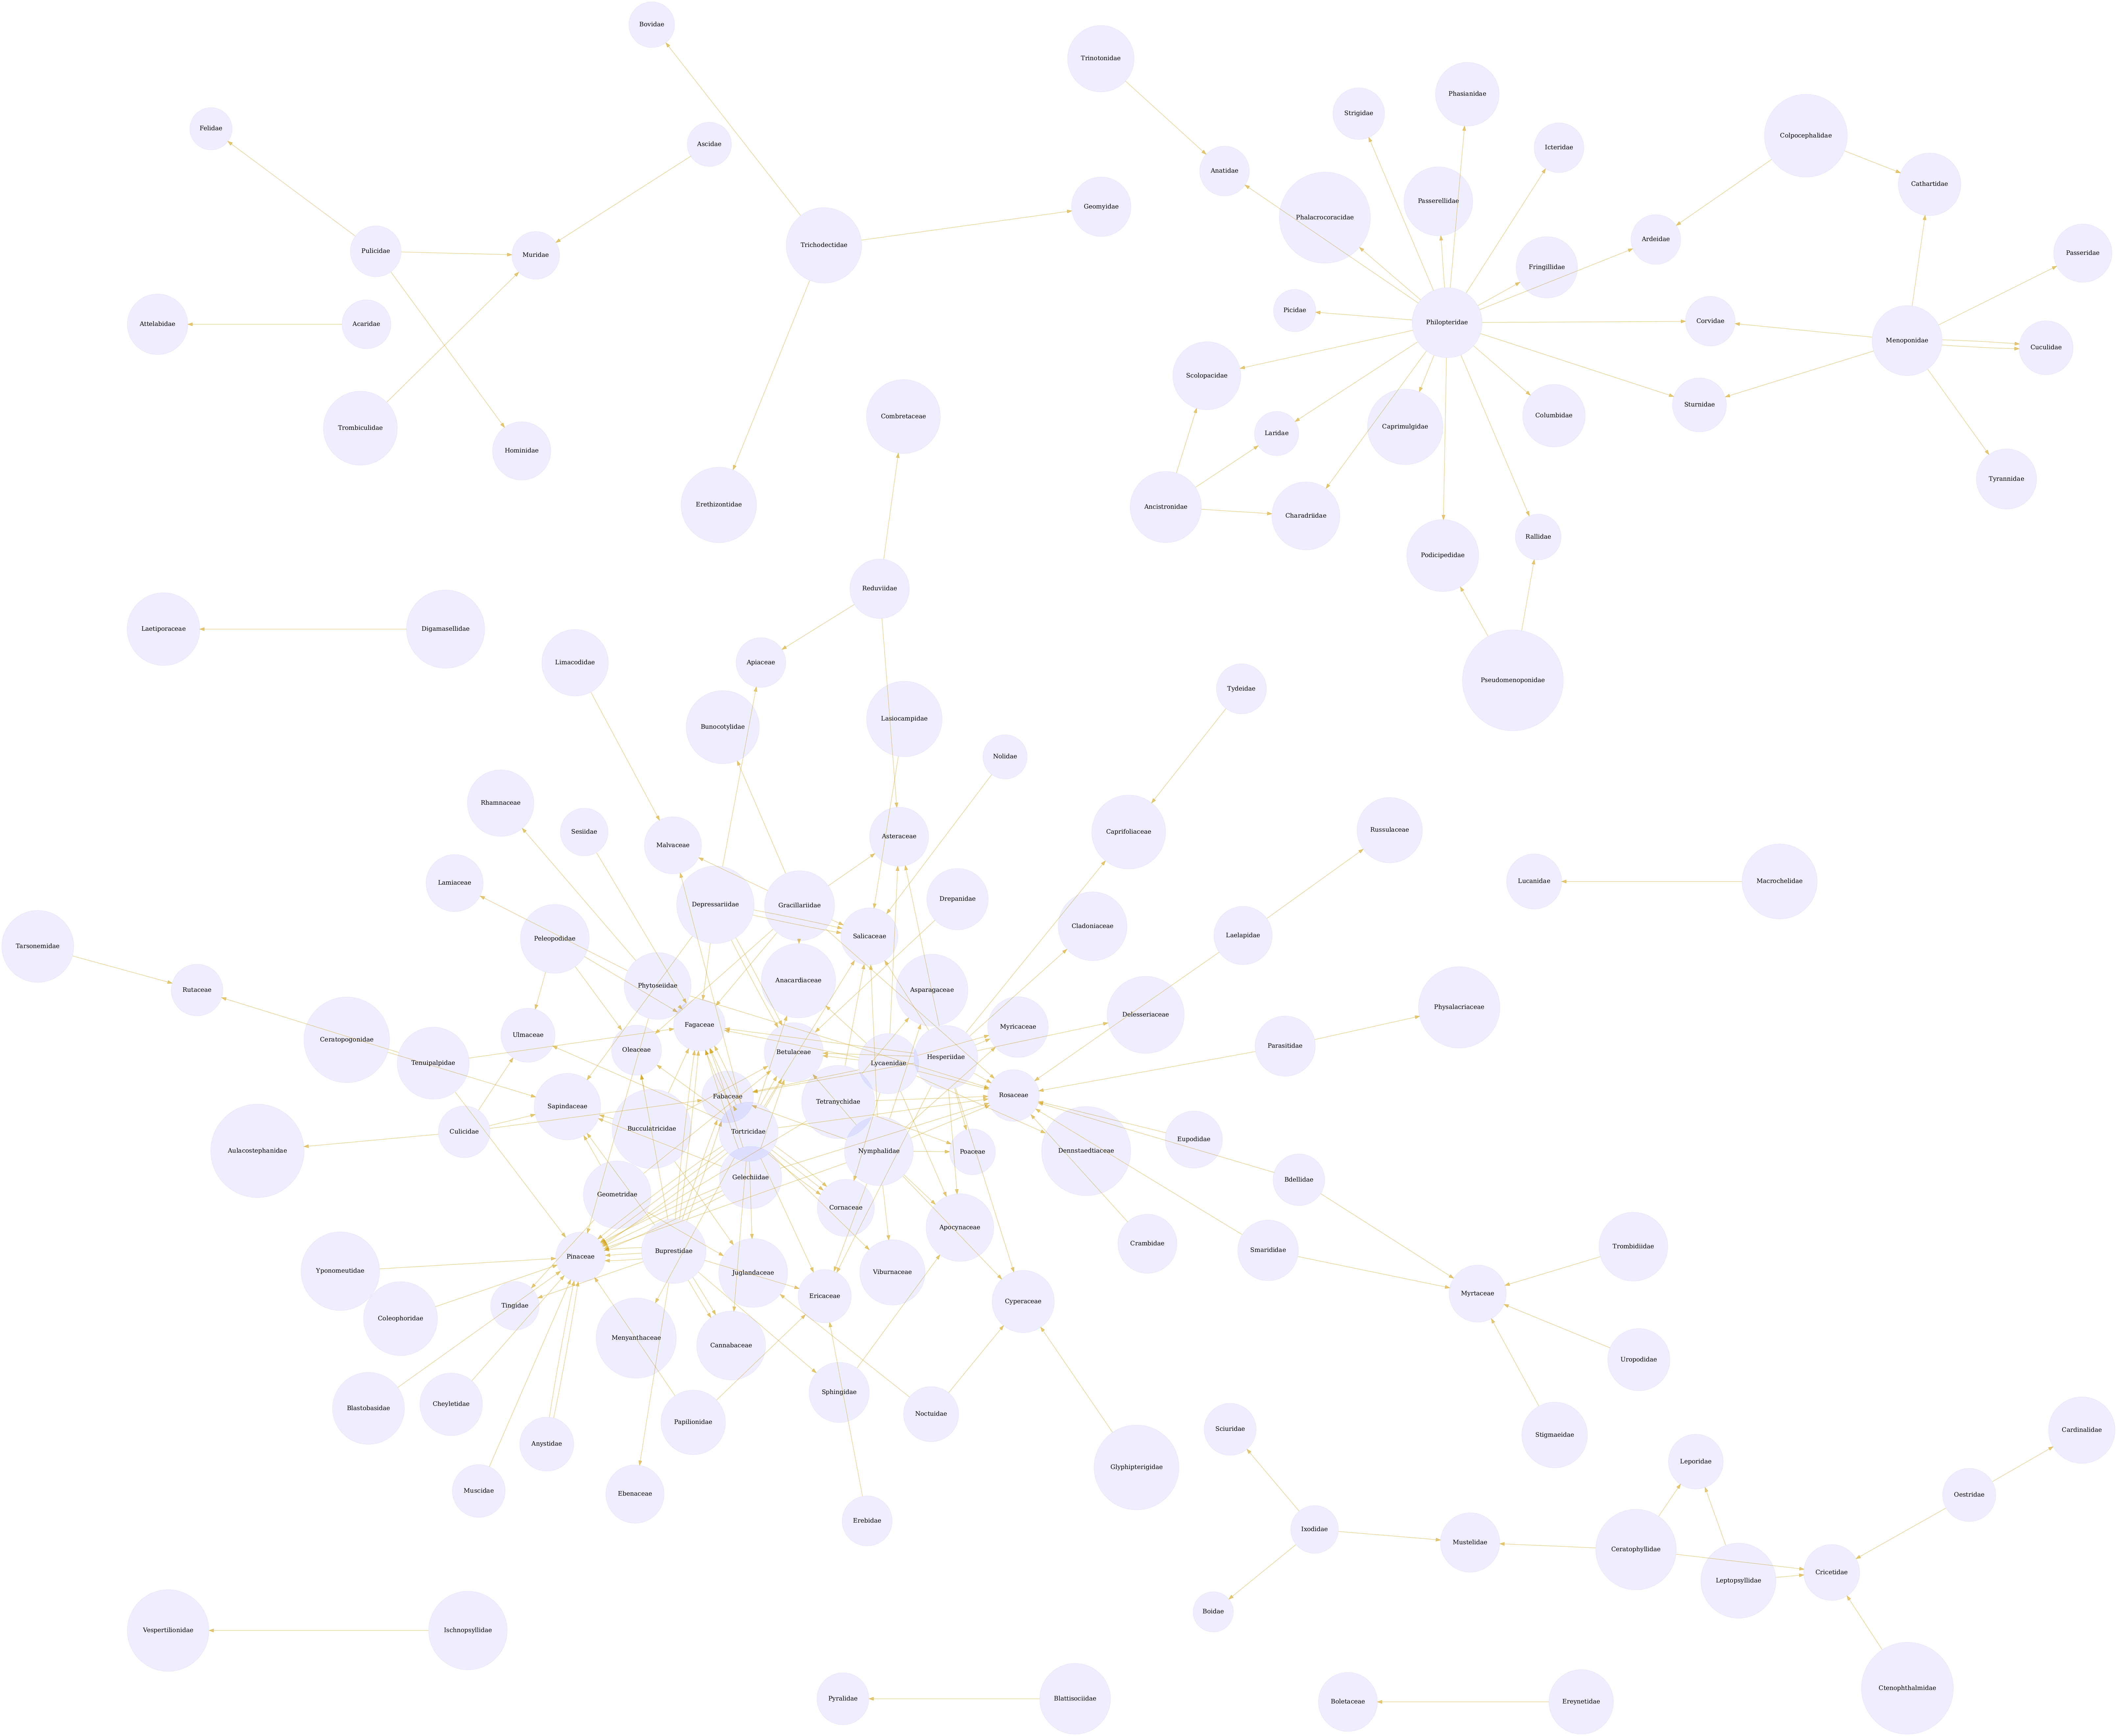 Bovidae
Trinotonidae
Phasianidae
Strigidae
Felidae
Colpocephalidae
Ascidae
Icteridae
Anatidae
Cathartidae
Passerellidae
Geomyidae
Phalacrocoracidae
Ardeidae
Trichodectidae
Pulicidae
Muridae
Passeridae
Fringillidae
Picidae
Corvidae
Philopteridae
Attelabidae
Acaridae
Menoponidae
Cuculidae
Scolopacidae
Sturnidae
Columbidae
Combretaceae
Caprimulgidae
Trombiculidae
Laridae
Hominidae
Tyrannidae
Erethizontidae
Ancistronidae
Charadriidae
Rallidae
Podicipedidae
Reduviidae
Laetiporaceae
Digamasellidae
Limacodidae
Apiaceae
Pseudomenoponidae
Tydeidae
Lasiocampidae
Bunocotylidae
Nolidae
Rhamnaceae
Russulaceae
Sesiidae
Caprifoliaceae
Asteraceae
Malvaceae
Lucanidae
Macrochelidae
Lamiaceae
Drepanidae
Depressariidae
Gracillariidae
Cladoniaceae
Laelapidae
Salicaceae
Peleopodidae
Tarsonemidae
Anacardiaceae
Phytoseiidae
Rutaceae
Asparagaceae
Physalacriaceae
Delesseriaceae
Fagaceae
Myricaceae
Ulmaceae
Ceratopogonidae
Parasitidae
Oleaceae
Betulaceae
Hesperiidae
Tenuipalpidae
Lycaenidae
Rosaceae
Fabaceae
Tetranychidae
Sapindaceae
Bucculatricidae
Culicidae
Tortricidae
Eupodidae
Aulacostephanidae
Nymphalidae
Poaceae
Dennstaedtiaceae
Gelechiidae
Bdellidae
Geometridae
Cornaceae
Apocynaceae
Crambidae
Trombidiidae
Smarididae
Buprestidae
Pinaceae
Yponomeutidae
Juglandaceae
Viburnaceae
Myrtaceae
Ericaceae
Cyperaceae
Tingidae
Coleophoridae
Menyanthaceae
Cannabaceae
Uropodidae
Sphingidae
Cheyletidae
Blastobasidae
Noctuidae
Papilionidae
Sciuridae
Cardinalidae
Stigmaeidae
Anystidae
Leporidae
Glyphipterigidae
Muscidae
Ebenaceae
Oestridae
Erebidae
Ixodidae
Mustelidae
Ceratophyllidae
Cricetidae
Leptopsyllidae
Boidae
Vespertilionidae
Ischnopsyllidae
Ctenophthalmidae
Pyralidae
Blattisociidae
Boletaceae
Ereynetidae